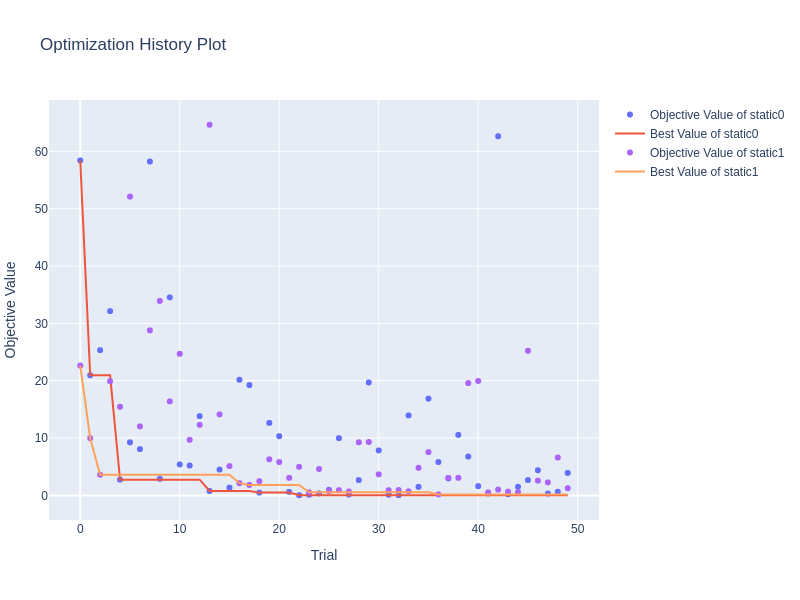 Optimization History Plot
Objective Value of static0
Best Value of static0
Objective Value of static1
Best Value of static1
60
50
40
30
20
10
0
Objective Value
0 10 20 30 40 50
Trial